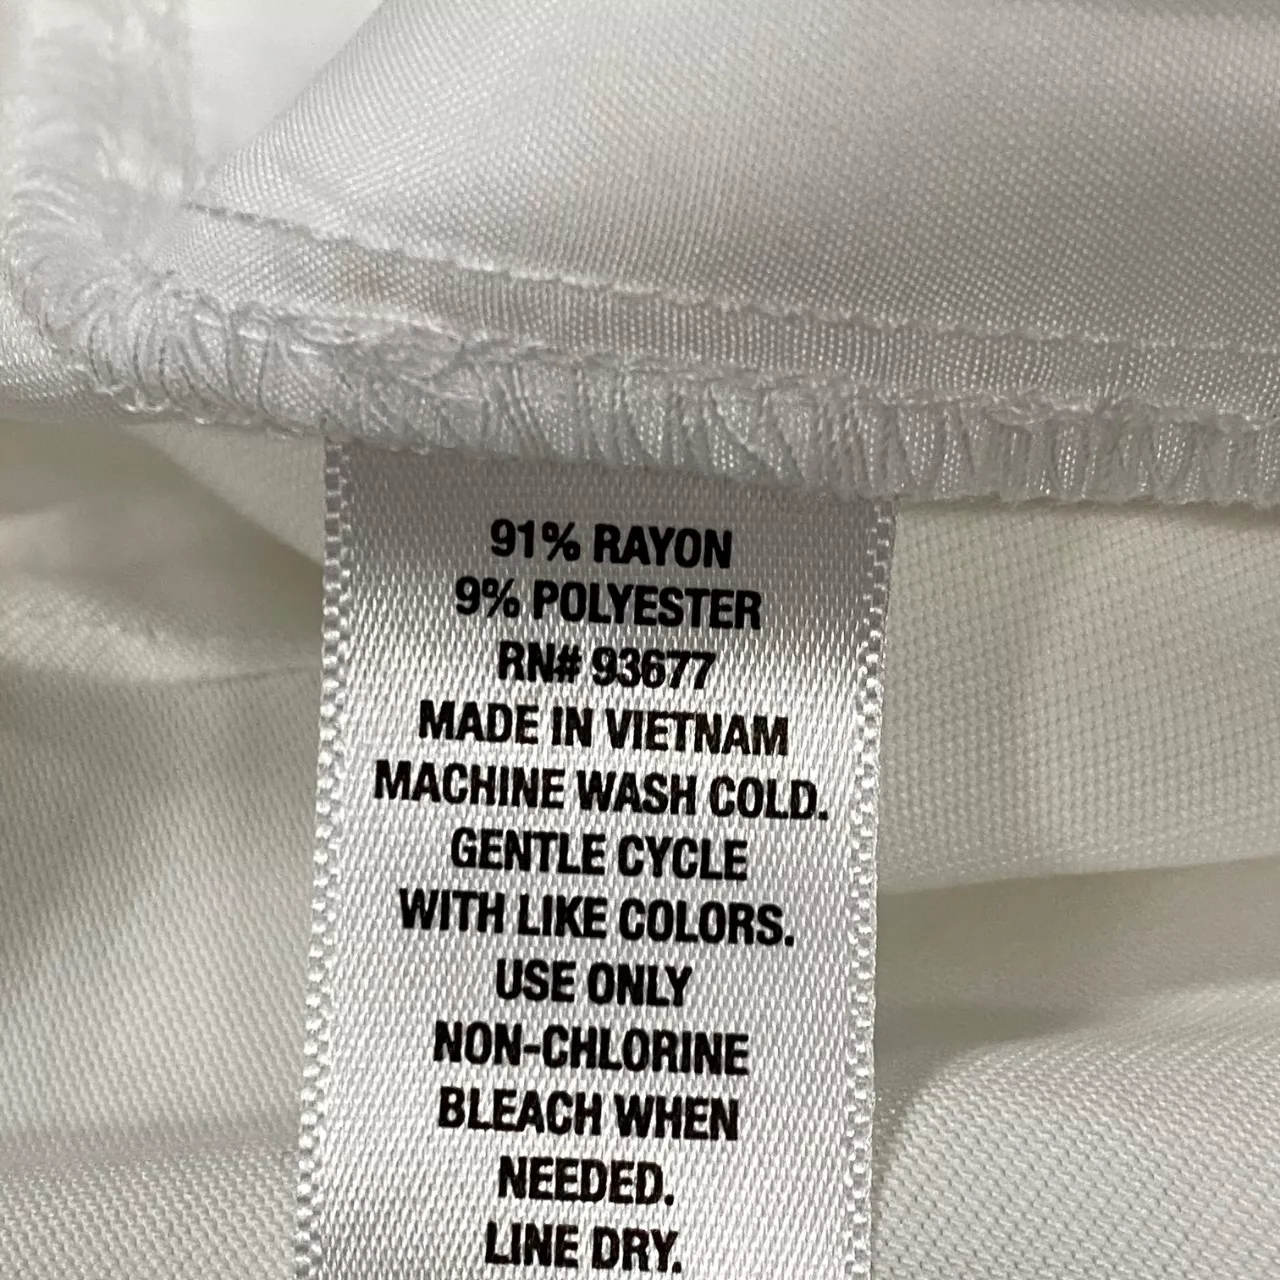 91% RAYON
9% POLYESTER
RN# 93677
MADE IN VIETNAM
MACHINE WASH COLD.
GENTLE CYCLE
WITH LIKE COLORS.
USE ONLY
NON-CHLORINE
BLEACH WHEN
NEEDED.
LINE DRY.